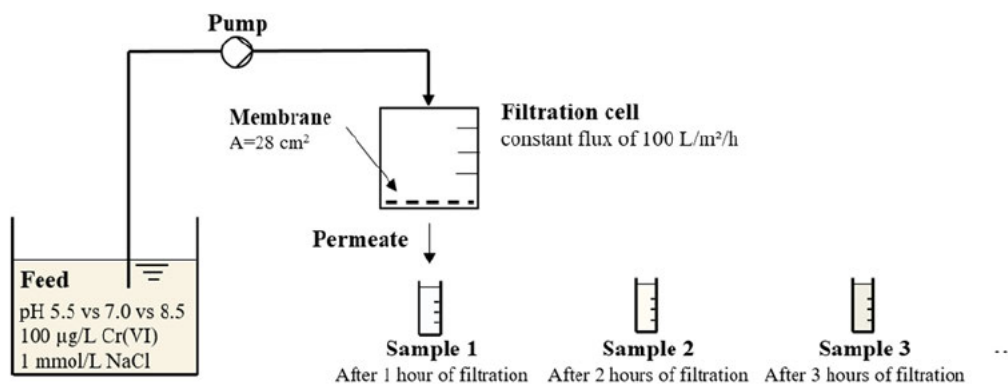 Pump
Membrane
A=28 cm²
Filtration cell
constant flux of 100 L/m²/h
Permeate
Feed
pH 5.5 vs 7.0 vs 8.5
100 µg/L Cr(VI)
1 mmol/L NaCl
Sample 1
After 1 hour of filtration
Sample 2
After 2 hours of filtration
Sample 3
After 3 hours of filtration
...